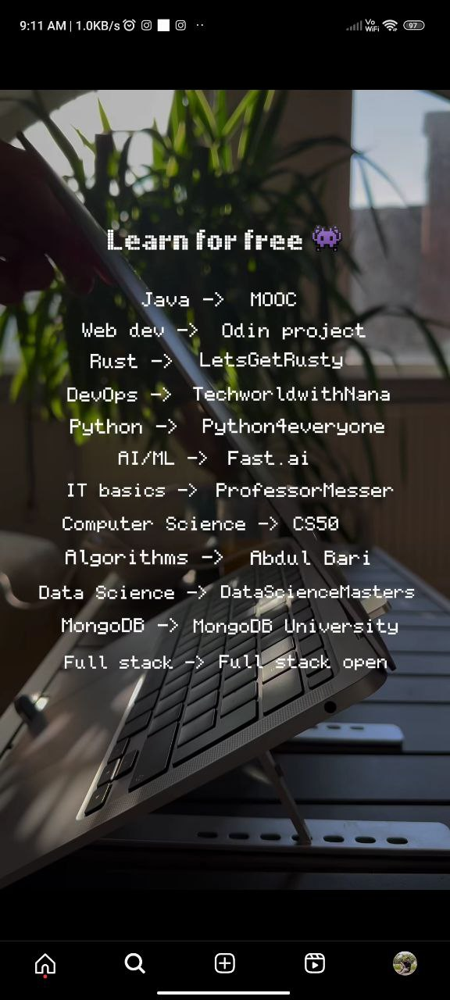 9:11 AM | 1.0KB/s
Vo
WiFi
97
Learn for free 👾
Java -> MOOC
Web dev -> Odin project
Rust -> LetsGetRusty
DevOps -> TechworldwithNana
Python -> Python4everyone
AI/ML -> Fast.ai
IT basics -> ProfessorMesser
Computer Science -> CS50
Algorithms -> Abdul Bari
Data Science -> DataScienceMasters
MongoDB -> MongoDB University
Full stack -> Full stack open